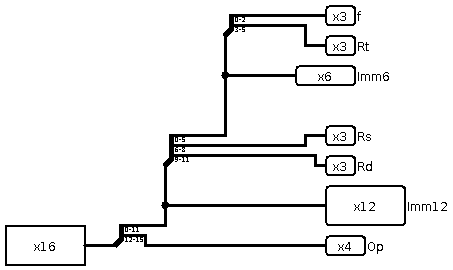 0-2 x3 f
3-5 x3 Rt
x6 Imm6
0-5 x3 Rs
6-8
9-11 x3 Rd
x12 Imm12
x16 0-11
12-15 x4 Op